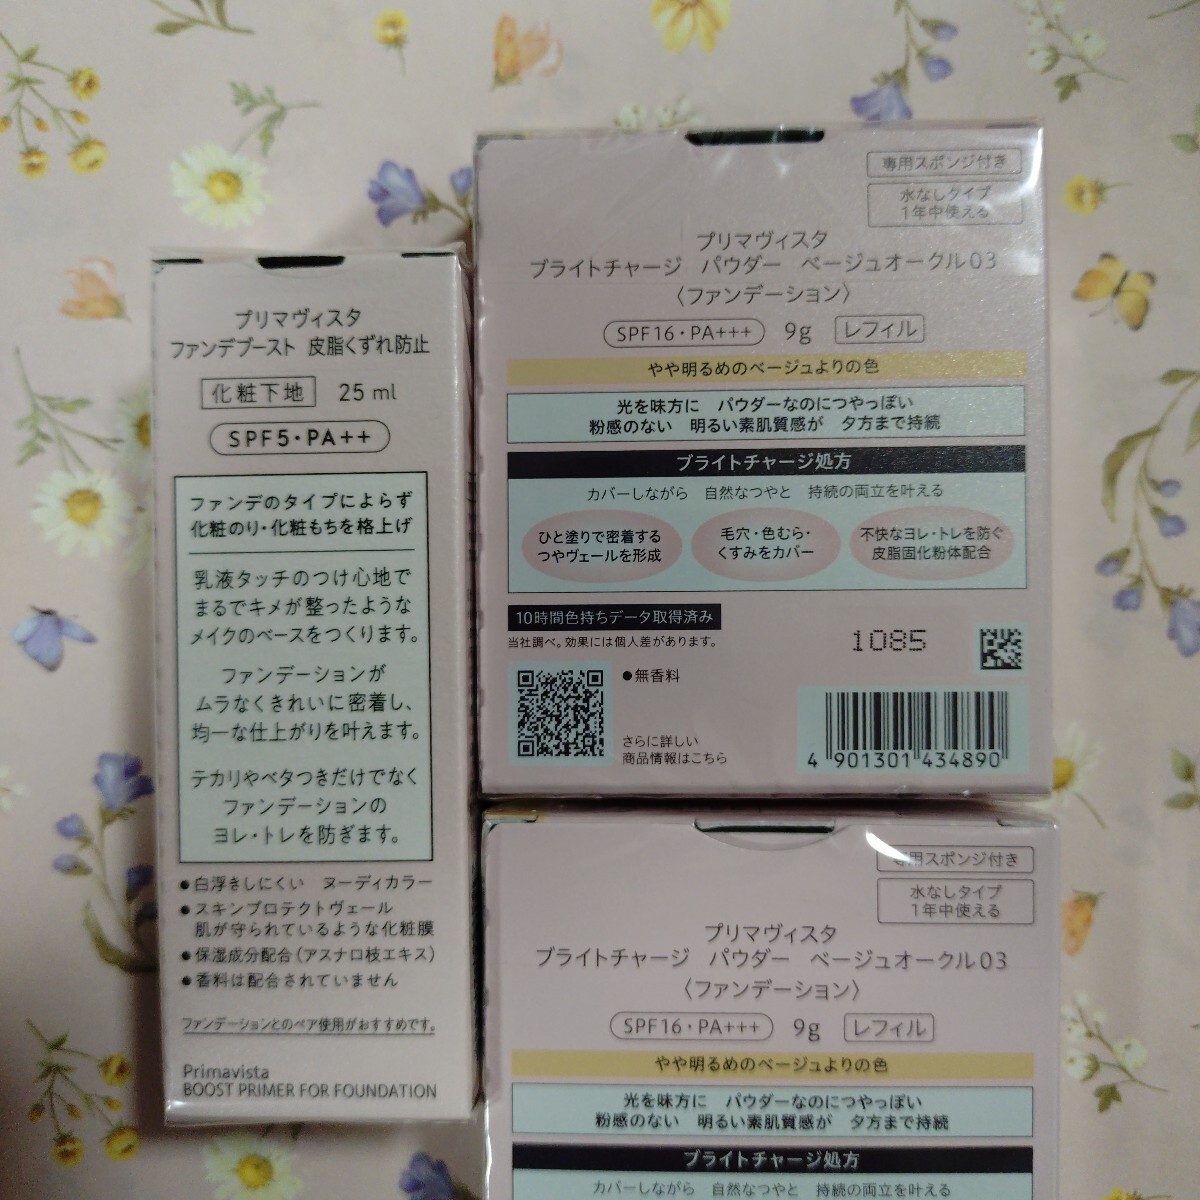 プリマヴィスタ
ファンデブースト 皮脂くずれ防止
化粧下地 25 ml
SPF5・PA++
ファンデのタイプによらず
化粧のり・化粧もちを格上げ
乳液タッチのつけ心地で
まるでキメが整ったような
メイクのベースをつくります。
ファンデーションが
ムラなくきれいに密着し、
均一な仕上がりを叶えます。
テカリやベタつきだけでなく
ファンデーションの
ヨレ・トレを防ぎます。
●白浮きしにくい ヌーディカラー
●スキンプロテクトヴェール
肌が守られているような化粧膜
●保湿成分配合(アスナロ枝エキス)
●香料は配合されていません
ファンデーションとのペア使用がおすすめです。
Primavista
BOOST PRIMER FOR FOUNDATION
専用スポンジ付き
水なしタイプ
1年中使える
プリマヴィスタ
ブライトチャージ パウダー ベージュオークル03
〈ファンデーション〉
SPF16・PA+++ 9g レフィル
やや明るめのベージュよりの色
光を味方に パウダーなのにつやっぽい
粉感のない 明るい素肌質感が 夕方まで持続
ブライトチャージ処方
カバーしながら 自然なつやと 持続の両立を叶える
ひと塗りで密着する
つやヴェールを形成
毛穴・色むら・
くすみをカバー
不快なヨレ・トレを防ぐ
皮脂固化粉体配合
10時間色持ちデータ取得済み
当社調べ。効果には個人差があります。
1085
●無香料
さらに詳しい
商品情報はこちら
4 901301 434890
専用スポンジ付き
水なしタイプ
1年中使える
プリマヴィスタ
ブライトチャージ パウダー ベージュオークル03
〈ファンデーション〉
SPF16・PA+++ 9g レフィル
やや明るめのベージュよりの色
光を味方に パウダーなのにつやっぽい
粉感のない 明るい素肌質感が 夕方まで持続
ブライトチャージ処方
カバーしながら 自然なつやと 持続の両立を叶える